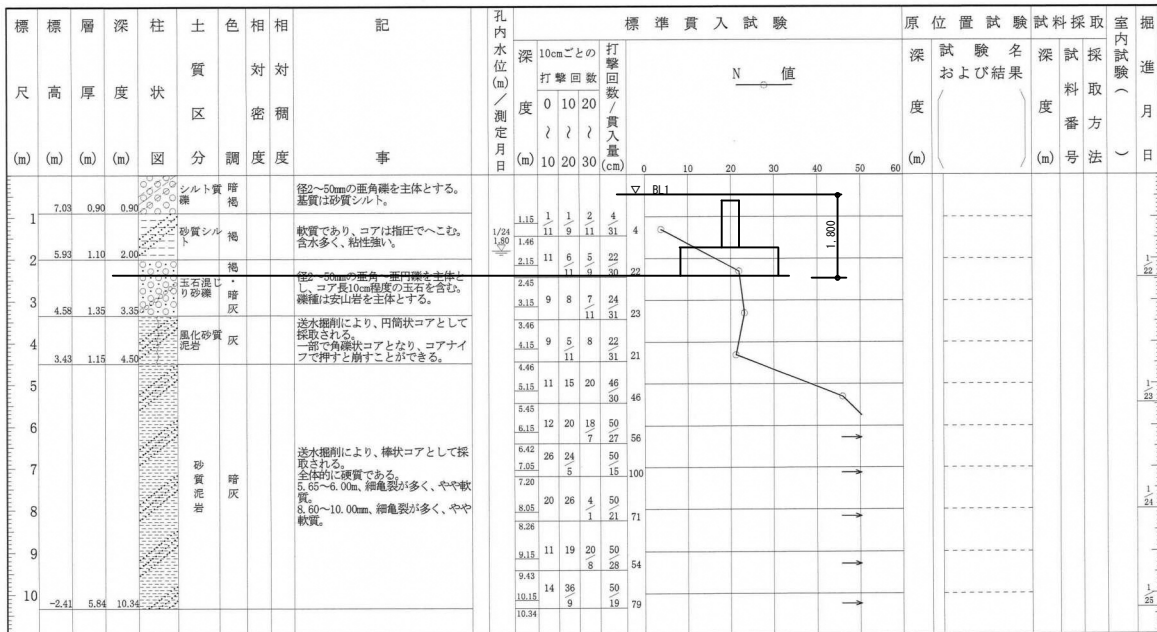 標尺(m)
標高(m)
層厚(m)
深度(m)
柱状図
土質区分
色調
相対密度
相対稠度
記事
孔内水位(m)/測定月日
標準貫入試験
深度(m)
10cmごとの
打撃回数
0 10 20
〜 〜 〜
10 20 30
打撃回数/貫入量(cm)
N 値
0 10 20 30 40 50 60
原位置試験
深度(m)
試験名
および結果
試料採取
深度(m)
試料番号
採取方法
室内試験( )
掘進月日
7.03 0.90 0.90
シルト質
礫
暗褐
径2〜50mmの亜角礫を主体とする。
基質は砂質シルト。
1
5.93 1.10 2.00
砂質シル
ト
褐
軟質であり、コアは指圧でへこむ。
含水多く、粘性強い。
2
3
4.58 1.35 3.35
玉石混じ
り砂礫
褐・暗灰
径2〜50mmの亜角〜亜円礫を主体と
し、コア長10cm程度の玉石を含む。
礫種は安山岩を主体とする。
4
3.43 1.15 4.50
風化砂質
泥岩
灰
送水掘削により、円筒状コアとして
採取される。
一部で角礫状コアとなり、コアナイ
フで押すと崩すことができる。
5
6
7
8
9
10
-2.41 5.84 10.34
砂質泥岩
暗灰
送水掘削により、棒状コアとして採
取される。
全体的に硬質である。
5.65〜6.00m、細亀裂が多く、やや軟
質。
8.60〜10.00mm、細亀裂が多く、やや
軟質。
1/24
1.80
▽ BL1
1,800
1.15 1/11 1/9 2/11 4/31 4
1.46
2.15 11 6/11 5/9 22/30 22
2.45
3.15 9 8 7/11 24/31 23
3.46
4.15 9 5/11 8 22/31 21
4.46
5.15 11 15 20 46/30 46
5.45
6.15 12 20 18/7 50/27 56
6.42
7.05 26 24/5 50/15 100
7.20
8.05 20 26 4/1 50/21 71
8.26
9.15 11 19 20/8 50/28 54
9.43
10.15 14 36/9 50/19 79
10.34
1/22
1/23
1/24
1/25